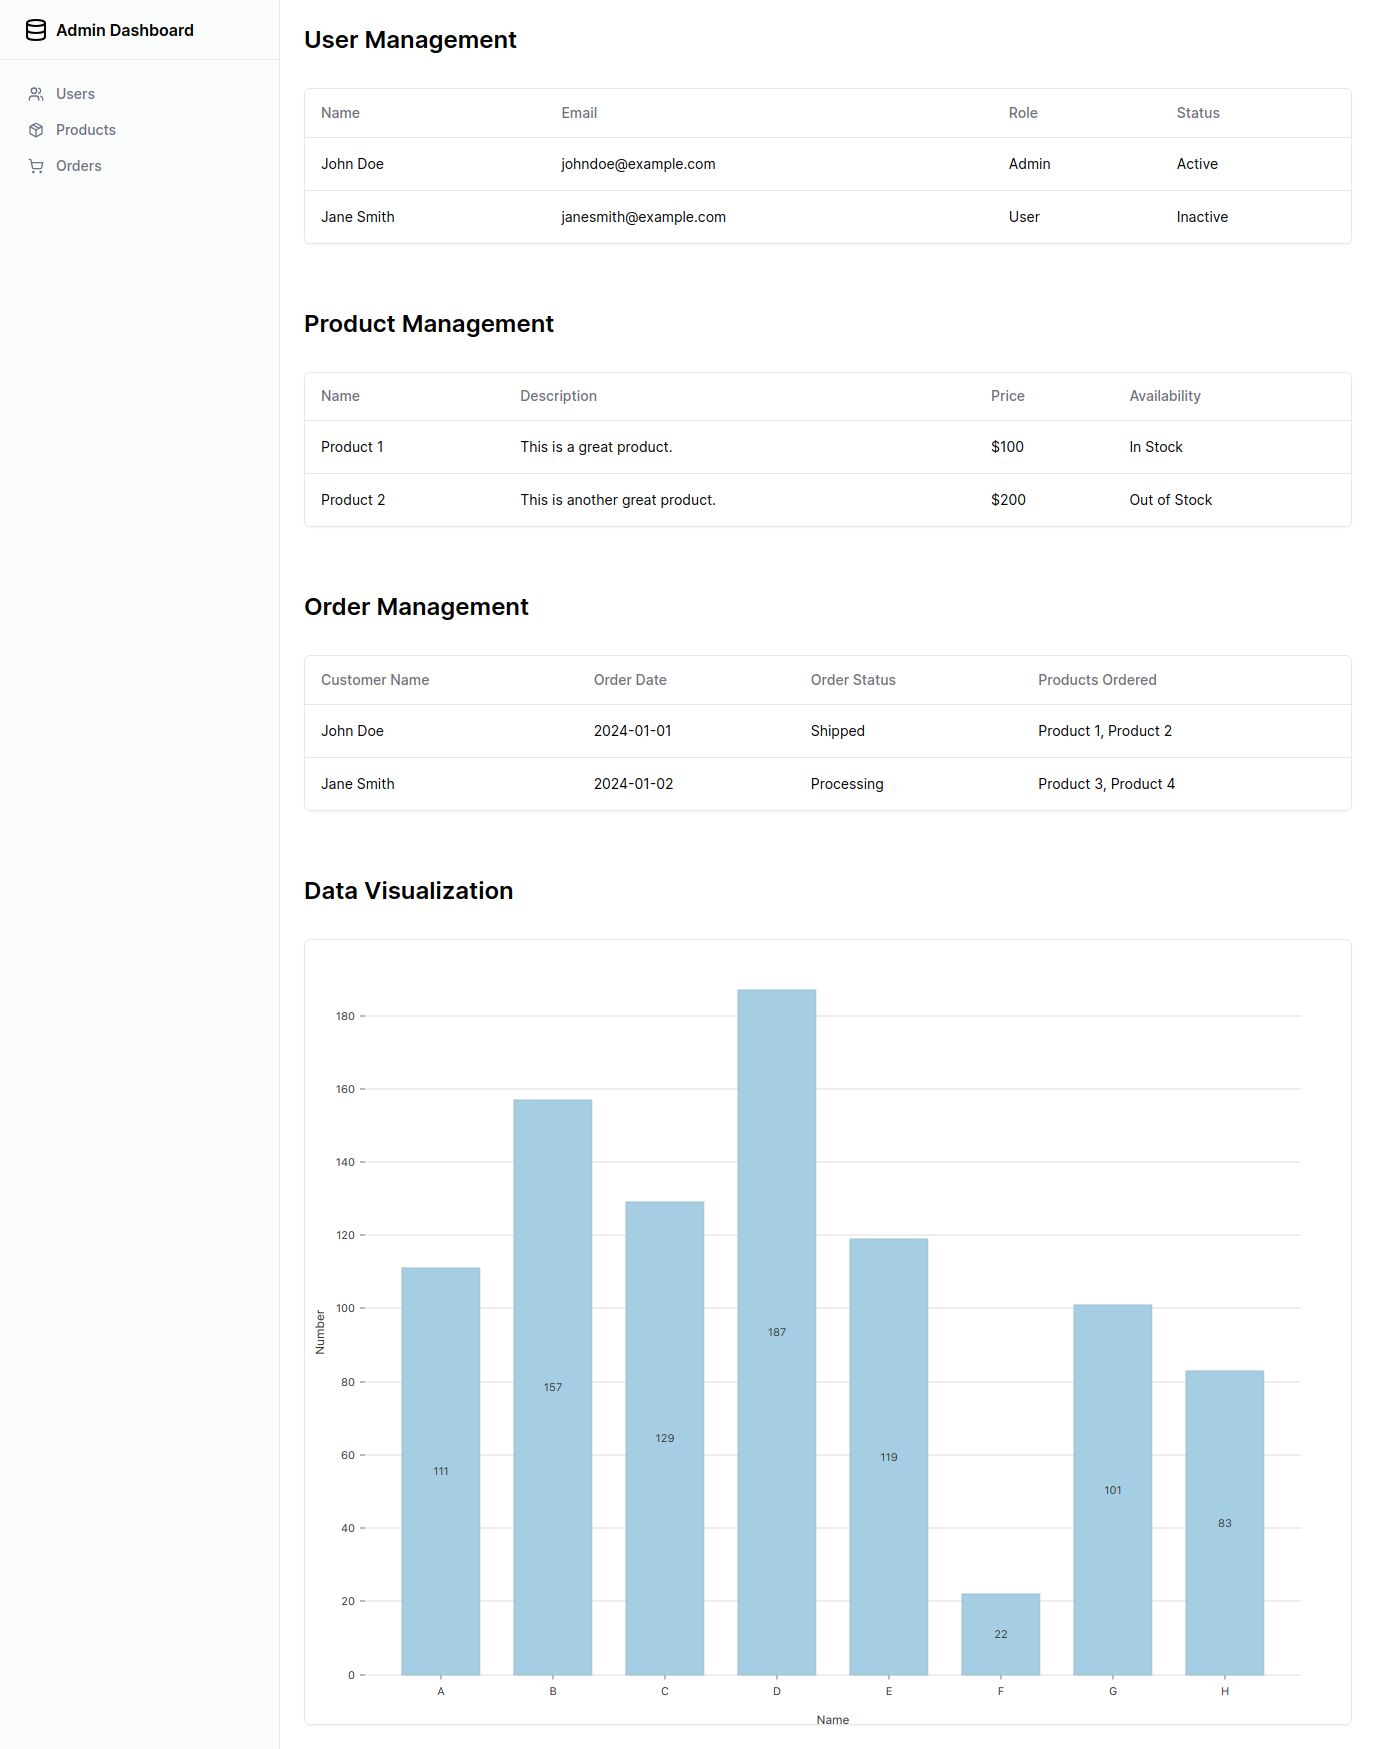 Admin Dashboard
Users
Products
Orders
User Management
Name Email Role Status
John Doe johndoe@example.com Admin Active
Jane Smith janesmith@example.com User Inactive
Product Management
Name Description Price Availability
Product 1 This is a great product. $100 In Stock
Product 2 This is another great product. $200 Out of Stock
Order Management
Customer Name Order Date Order Status Products Ordered
John Doe 2024-01-01 Shipped Product 1, Product 2
Jane Smith 2024-01-02 Processing Product 3, Product 4
Data Visualization
180
160
140
120
100
80
60
40
20
0
Number
111
157
129
187
119
22
101
83
A B C D E F G H
Name